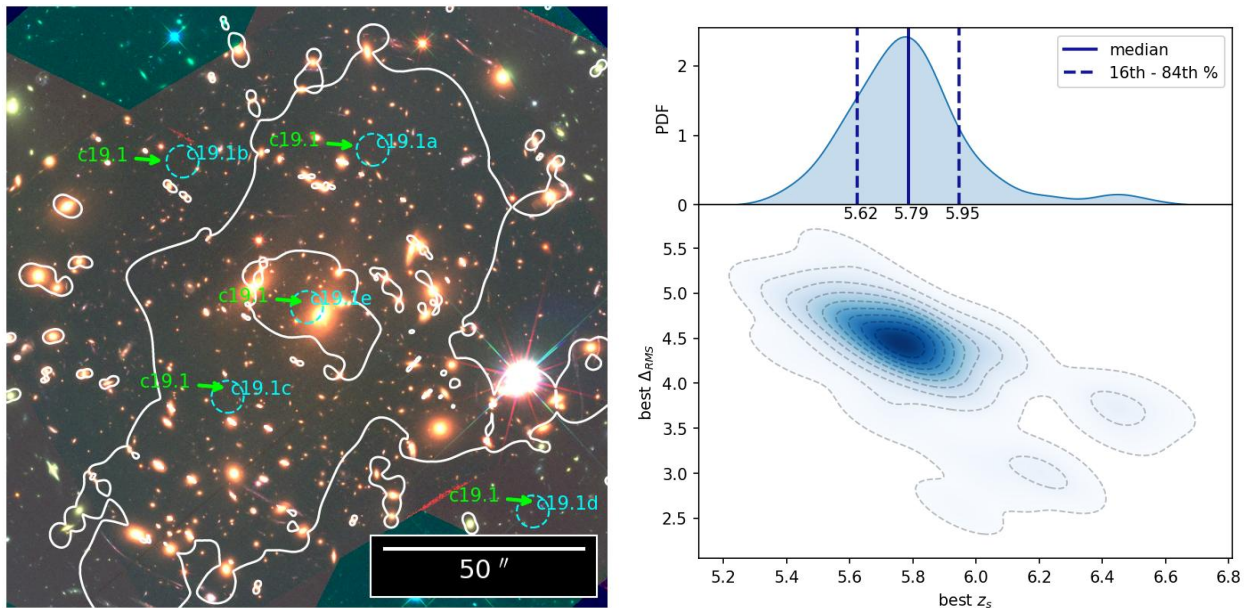 c19.1
c19.1b
c19.1
c19.1a
c19.1
c19.1e
c19.1
c19.1c
c19.1
c19.1d
50 "
median
16th - 84th %
PDF
2
1
0
5.62
5.79
5.95
best Δ_RMS
5.5
5.0
4.5
4.0
3.5
3.0
2.5
5.2
5.4
5.6
5.8
6.0
6.2
6.4
6.6
6.8
best z_s